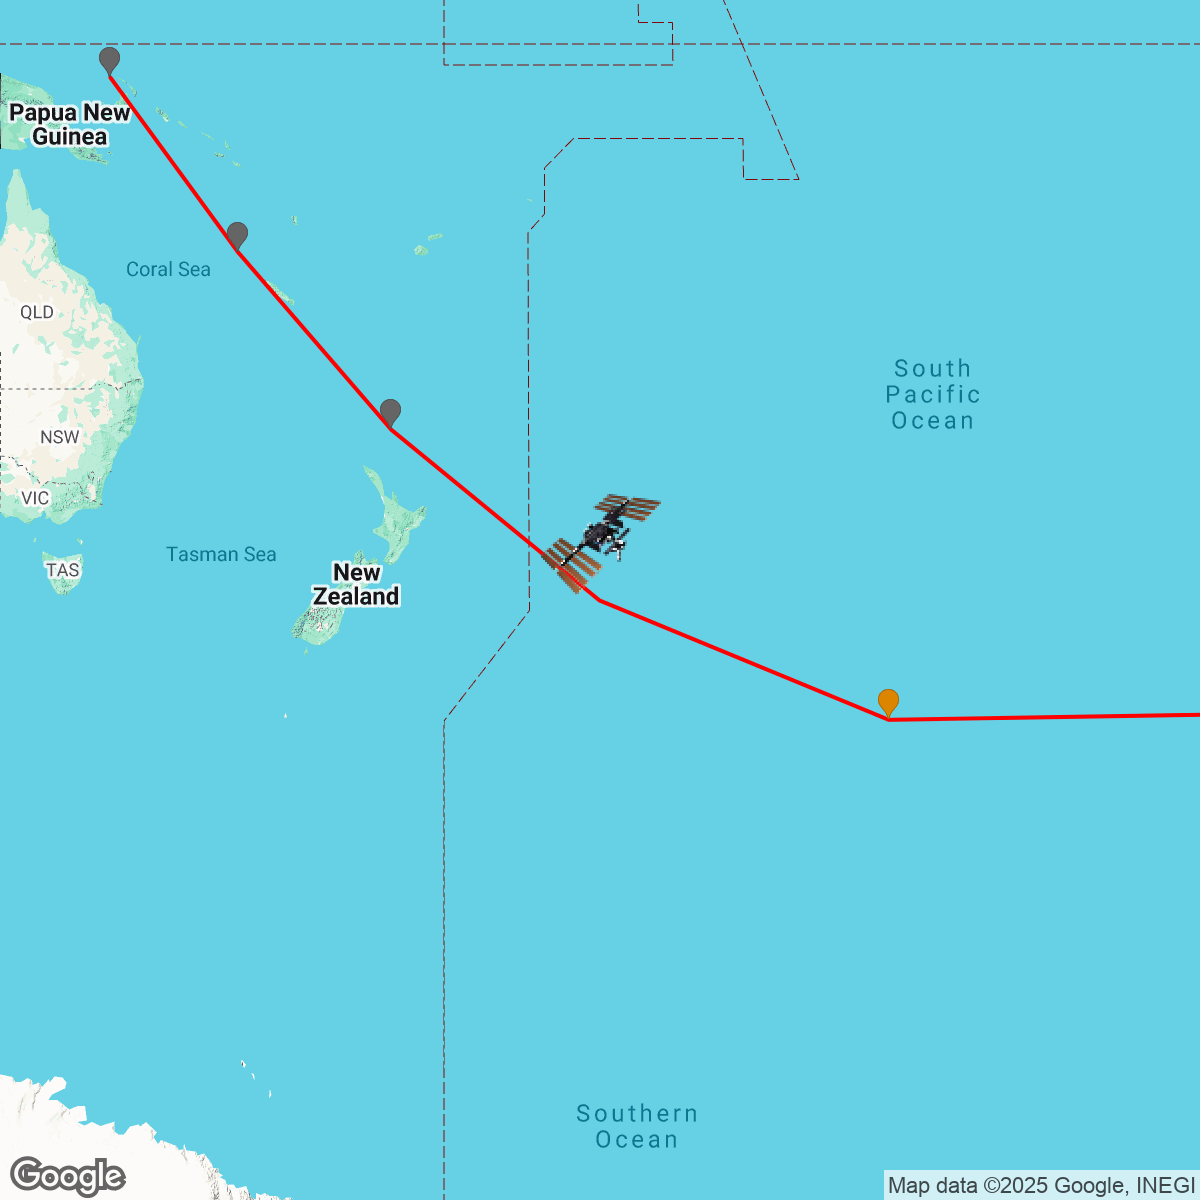 Papua New
Guinea
Coral Sea
QLD
South
Pacific
Ocean
NSW
VIC
Tasman Sea
TAS
New
Zealand
Southern
Ocean
Google
Map data ©2025 Google, INEGI